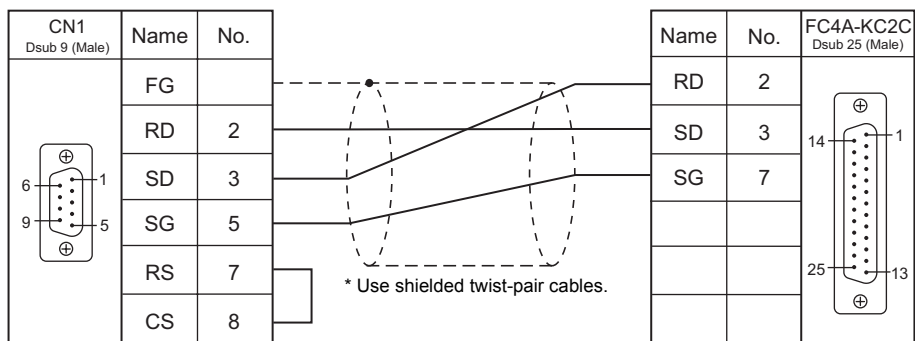 CN1
Dsub 9 (Male)
Name No.
FG
RD 2
SD 3
SG 5
RS 7
CS 8
6 1
9 5
* Use shielded twist-pair cables.
Name No.
FC4A-KC2C
Dsub 25 (Male)
RD 2
SD 3
SG 7
14 1
25 13